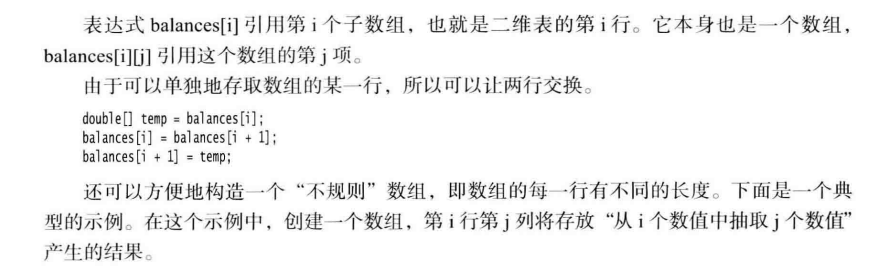 表达式 balances[i] 引用第 i 个子数组，也就是二维表的第 i 行。它本身也是一个数组，
balances[i][j] 引用这个数组的第 j 项。
由于可以单独地存取数组的某一行，所以可以让两行交换。
double[] temp = balances[i];
balances[i] = balances[i + 1];
balances[i + 1] = temp;
还可以方便地构造一个“不规则”数组，即数组的每一行有不同的长度。下面是一个典
型的示例。在这个示例中，创建一个数组，第 i 行第 j 列将存放“从 i 个数值中抽取 j 个数值”
产生的结果。